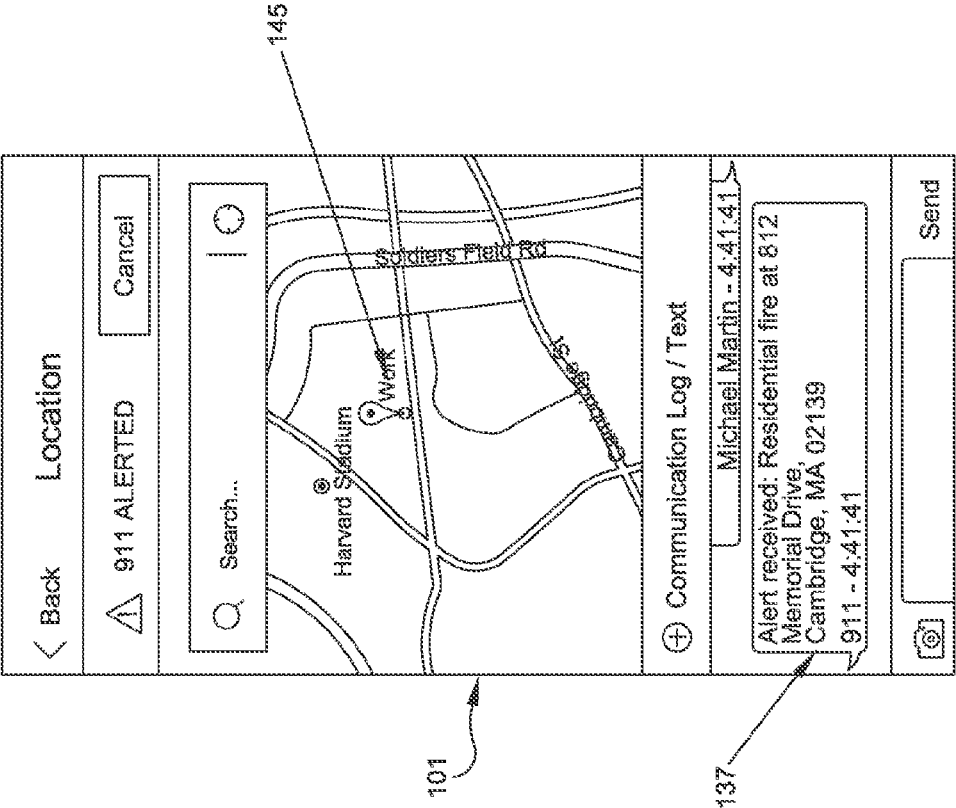 Back Location
911 ALERTED Cancel
Search...
Harvard Stadium
Work
Soldiers Field Rd
Cambridge St
Communication Log / Text
Michael Martin - 4:41:41
Alert received: Residential fire at 812
Memorial Drive,
Cambridge, MA 02139
911 - 4:41:41
Send
145
101
137